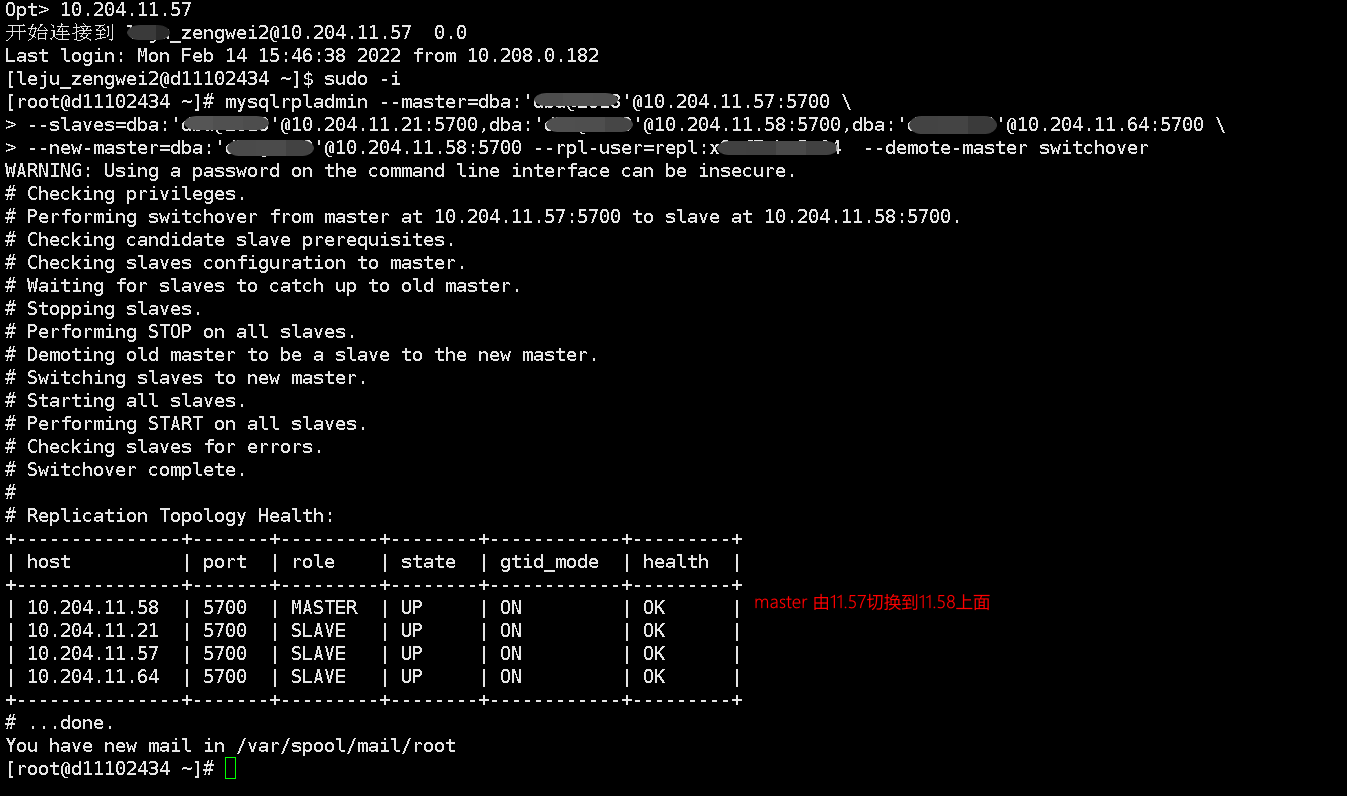 Opt> 10.204.11.57
开始连接到 _zengwei2@10.204.11.57  0.0
Last login: Mon Feb 14 15:46:38 2022 from 10.208.0.182
[leju_zengwei2@d11102434 ~]$ sudo -i
[root@d11102434 ~]# mysqlrpladmin --master=dba:''@10.204.11.57:5700 \
> --slaves=dba:''@10.204.11.21:5700,dba:''@10.204.11.58:5700,dba:''@10.204.11.64:5700 \
> --new-master=dba:''@10.204.11.58:5700 --rpl-user=repl: --demote-master switchover
WARNING: Using a password on the command line interface can be insecure.
# Checking privileges.
# Performing switchover from master at 10.204.11.57:5700 to slave at 10.204.11.58:5700.
# Checking candidate slave prerequisites.
# Checking slaves configuration to master.
# Waiting for slaves to catch up to old master.
# Stopping slaves.
# Performing STOP on all slaves.
# Demoting old master to be a slave to the new master.
# Switching slaves to new master.
# Starting all slaves.
# Performing START on all slaves.
# Checking slaves for errors.
# Switchover complete.
#
# Replication Topology Health:
+---------------+-------+---------+--------+------------+---------+
| host          | port  | role    | state  | gtid_mode  | health  |
+---------------+-------+---------+--------+------------+---------+
| 10.204.11.58  | 5700  | MASTER  | UP     | ON         | OK      | master 由11.57切换到11.58上面
| 10.204.11.21  | 5700  | SLAVE   | UP     | ON         | OK      |
| 10.204.11.57  | 5700  | SLAVE   | UP     | ON         | OK      |
| 10.204.11.64  | 5700  | SLAVE   | UP     | ON         | OK      |
+---------------+-------+---------+--------+------------+---------+
# ...done.
You have new mail in /var/spool/mail/root
[root@d11102434 ~]#